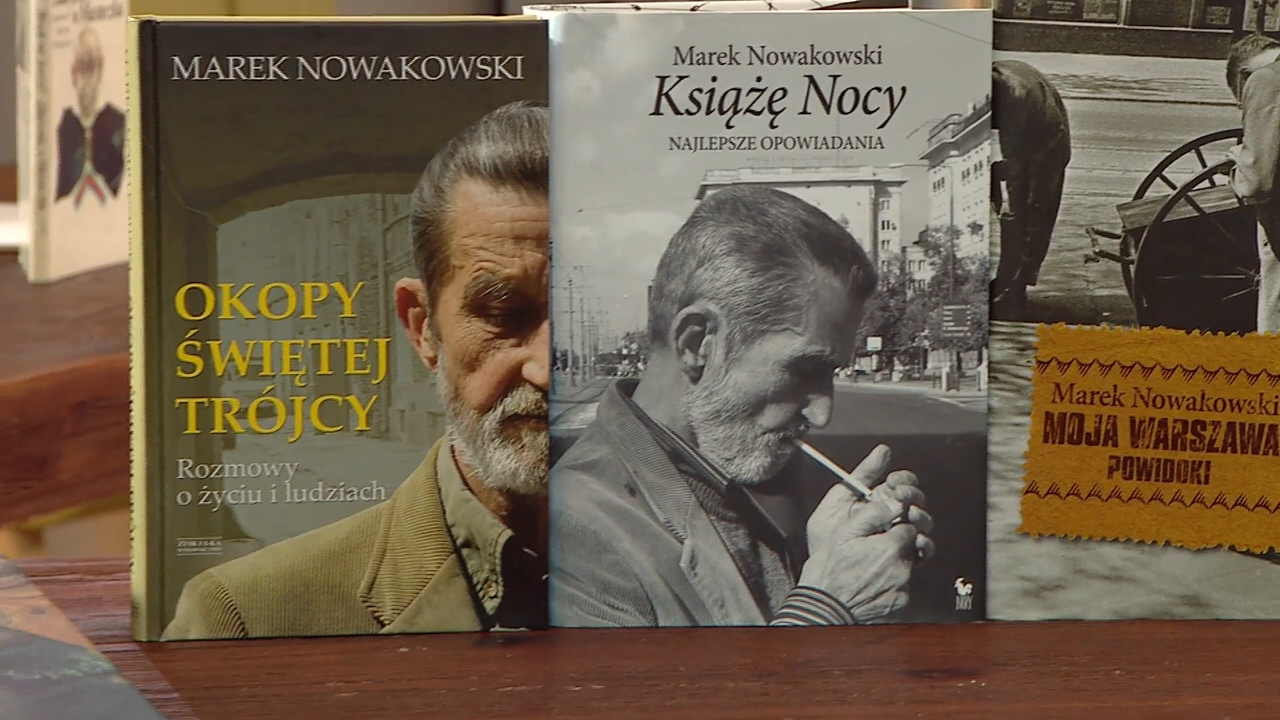 MAREK NOWAKOWSKI
OKOPY
ŚWIĘTEJ
TRÓJCY
Rozmowy
o życiu i ludziach
Marek Nowakowski
Książę Nocy
NAJLEPSZE OPOWIADANIA
Marek Nowakowski
MOJA WARSZAWA
POWIDOKI